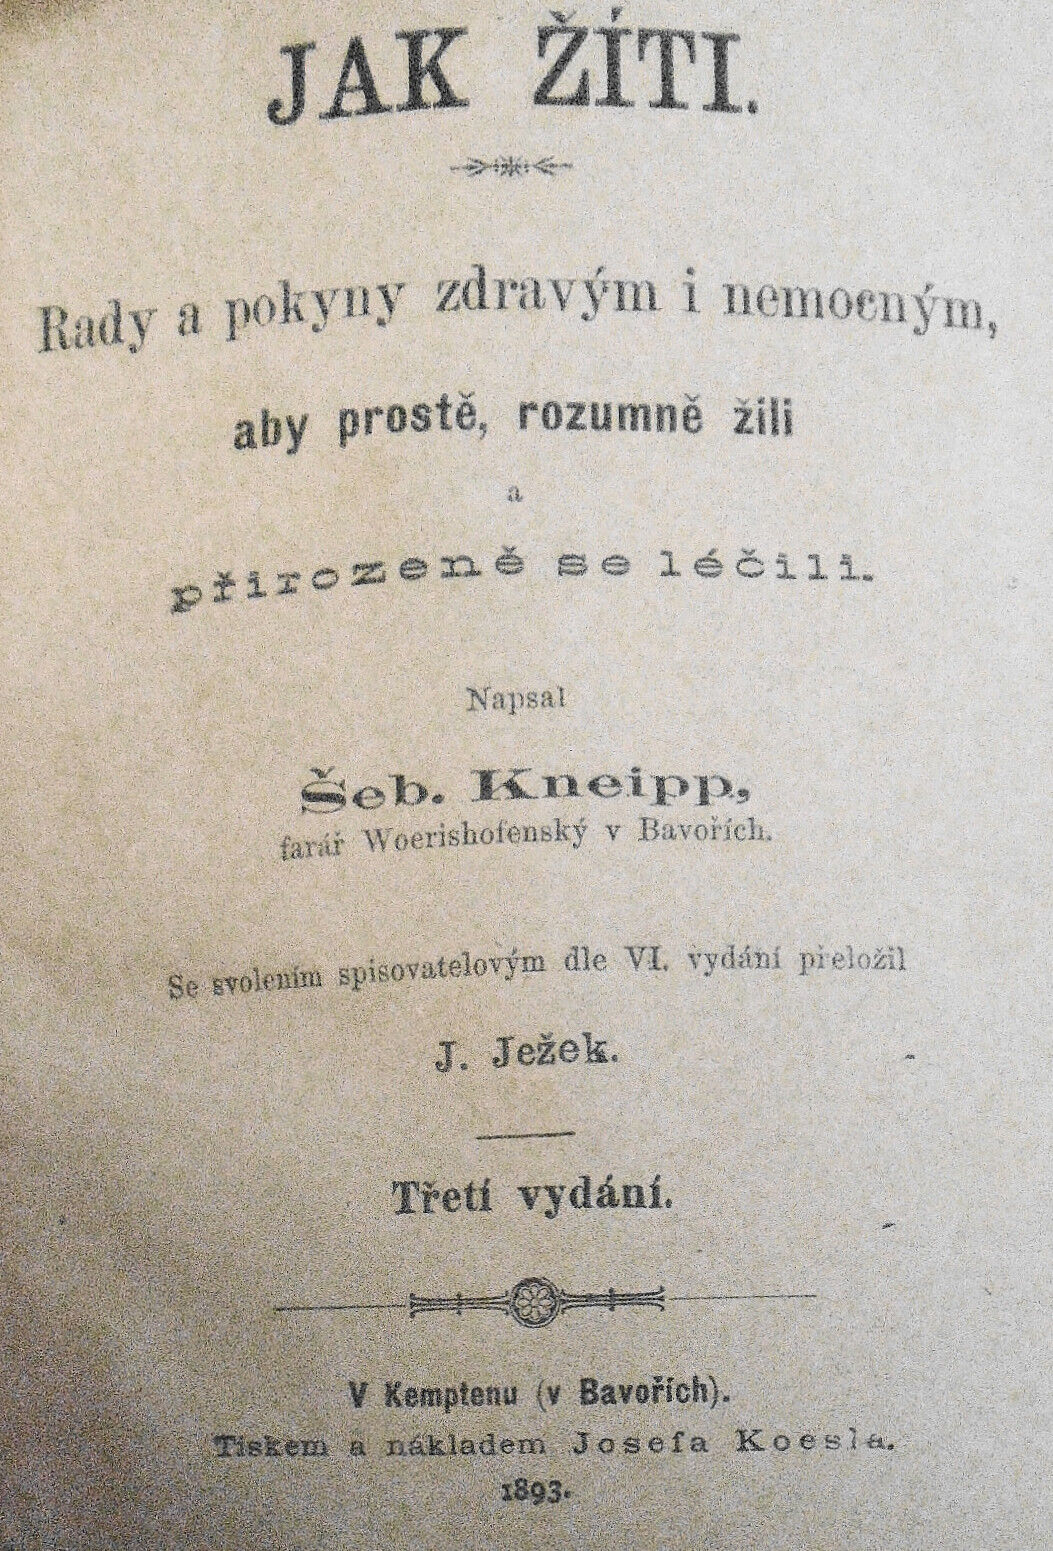 JAK ŽÍTI.
Rady a pokyny zdravým i nemocným,
aby prostě, rozumně žili
a
přirozeně se léčili.
Napsal
Šeb. Kneipp,
farář Woerishofenský v Bavořích.
Se svolením spisovatelovým dle VI. vydání přeložil
J. Ježek.
Třetí vydání.
V Kemptenu (v Bavořích).
Tiskem a nákladem Josefa Koesla.
1893.